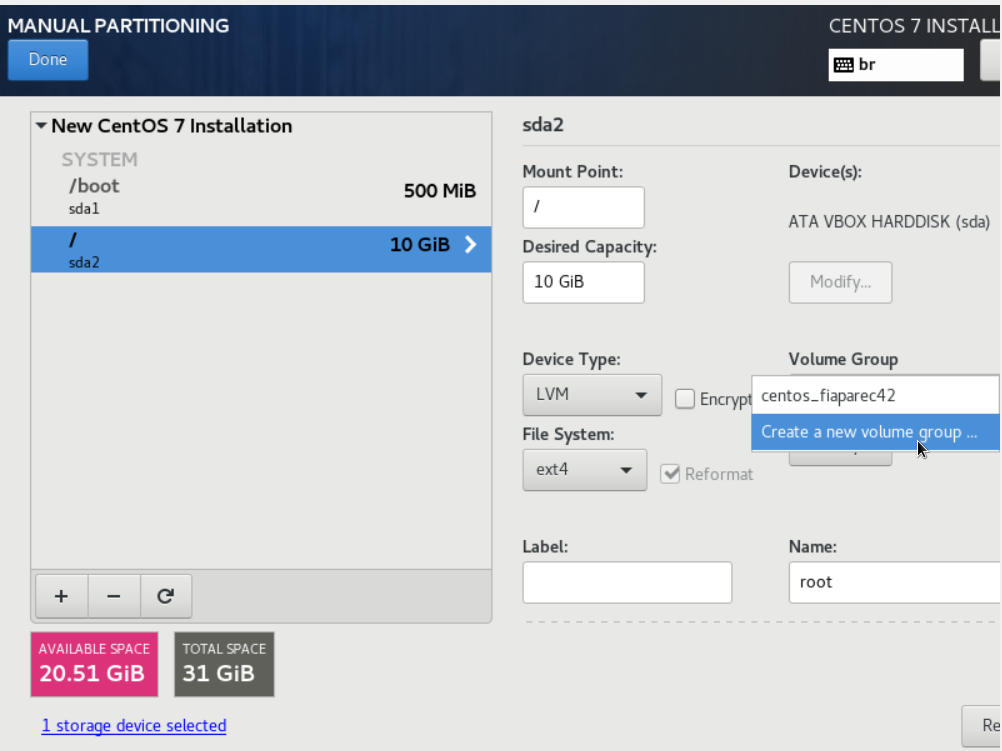 MANUAL PARTITIONING
CENTOS 7 INSTALL
Done
br
New CentOS 7 Installation
SYSTEM
/boot
500 MiB
sda1
/
10 GiB
sda2
sda2
Mount Point:
Device(s):
/
ATA VBOX HARDDISK (sda)
Desired Capacity:
10 GiB
Modify...
Device Type:
Volume Group
LVM
Encrypt
centos_fiaparec42
Create a new volume group ...
File System:
ext4
Reformat
Label:
Name:
root
+ −
AVAILABLE SPACE
20.51 GiB
TOTAL SPACE
31 GiB
1 storage device selected
Re